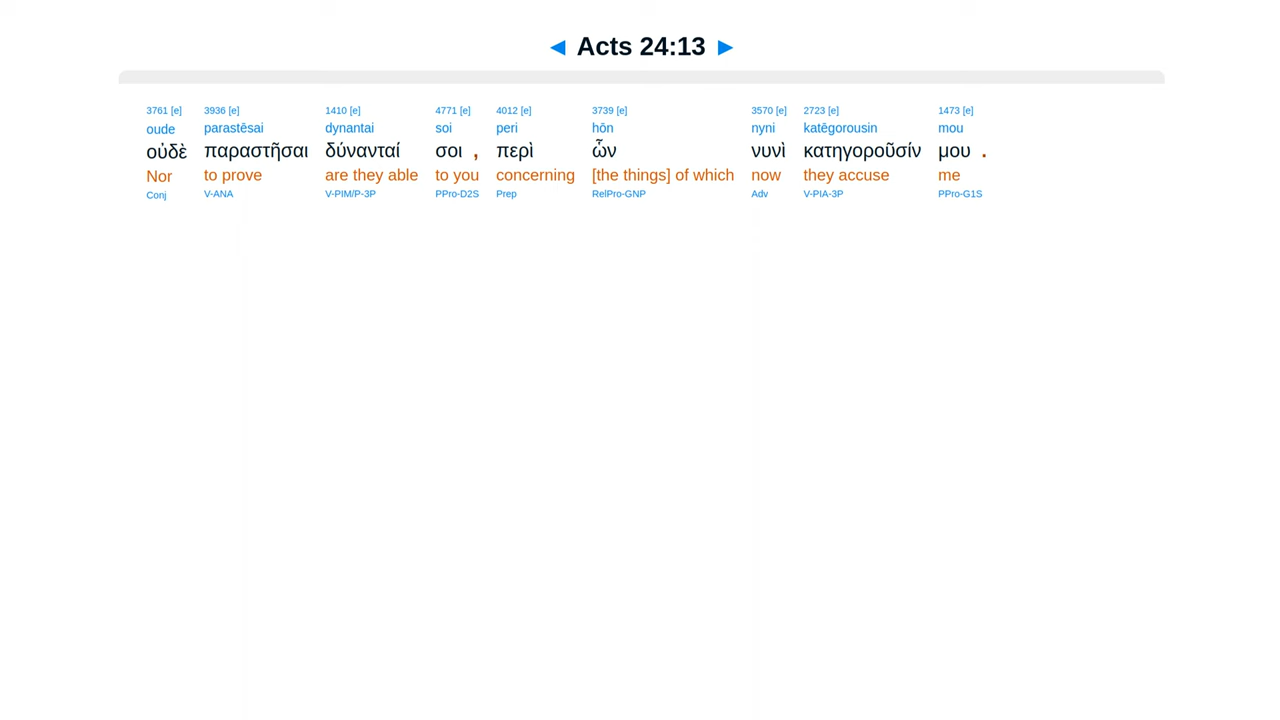 ◄ Acts 24:13 ►
3761 [e] 3936 [e] 1410 [e] 4771 [e] 4012 [e] 3739 [e] 3570 [e] 2723 [e] 1473 [e]
oude parastēsai dynantai soi peri hōn nyni katēgorousin mou
οὐδὲ παραστῆσαι δύνανταί σοι , περὶ ὧν νυνὶ κατηγοροῦσίν μου .
Nor to prove are they able to you concerning [the things] of which now they accuse me
Conj V-ANA V-PIM/P-3P PPro-D2S Prep RelPro-GNP Adv V-PIA-3P PPro-G1S